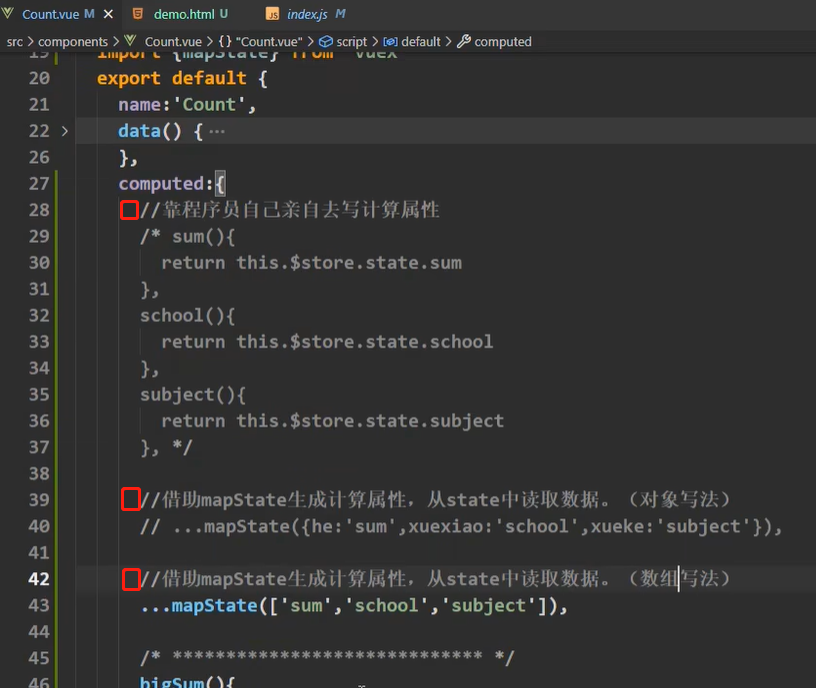 Count.vue M ×
demo.html U
JS index.js M
src > components > Count.vue > {} "Count.vue" > script > default > computed
19 import {mapState} from 'vuex'
20 export default {
21 name:'Count',
22 data() { ···
26 },
27 computed:{
28 //靠程序员自己亲自去写计算属性
29 /* sum(){
30 return this.$store.state.sum
31 },
32 school(){
33 return this.$store.state.school
34 },
35 subject(){
36 return this.$store.state.subject
37 }, */
38
39 //借助mapState生成计算属性，从state中读取数据。（对象写法）
40 // ...mapState({he:'sum',xuexiao:'school',xueke:'subject'}),
41
42 //借助mapState生成计算属性，从state中读取数据。（数组写法）
43 ...mapState(['sum','school','subject']),
44
45 /* ***************************** */
46 bigSum(){